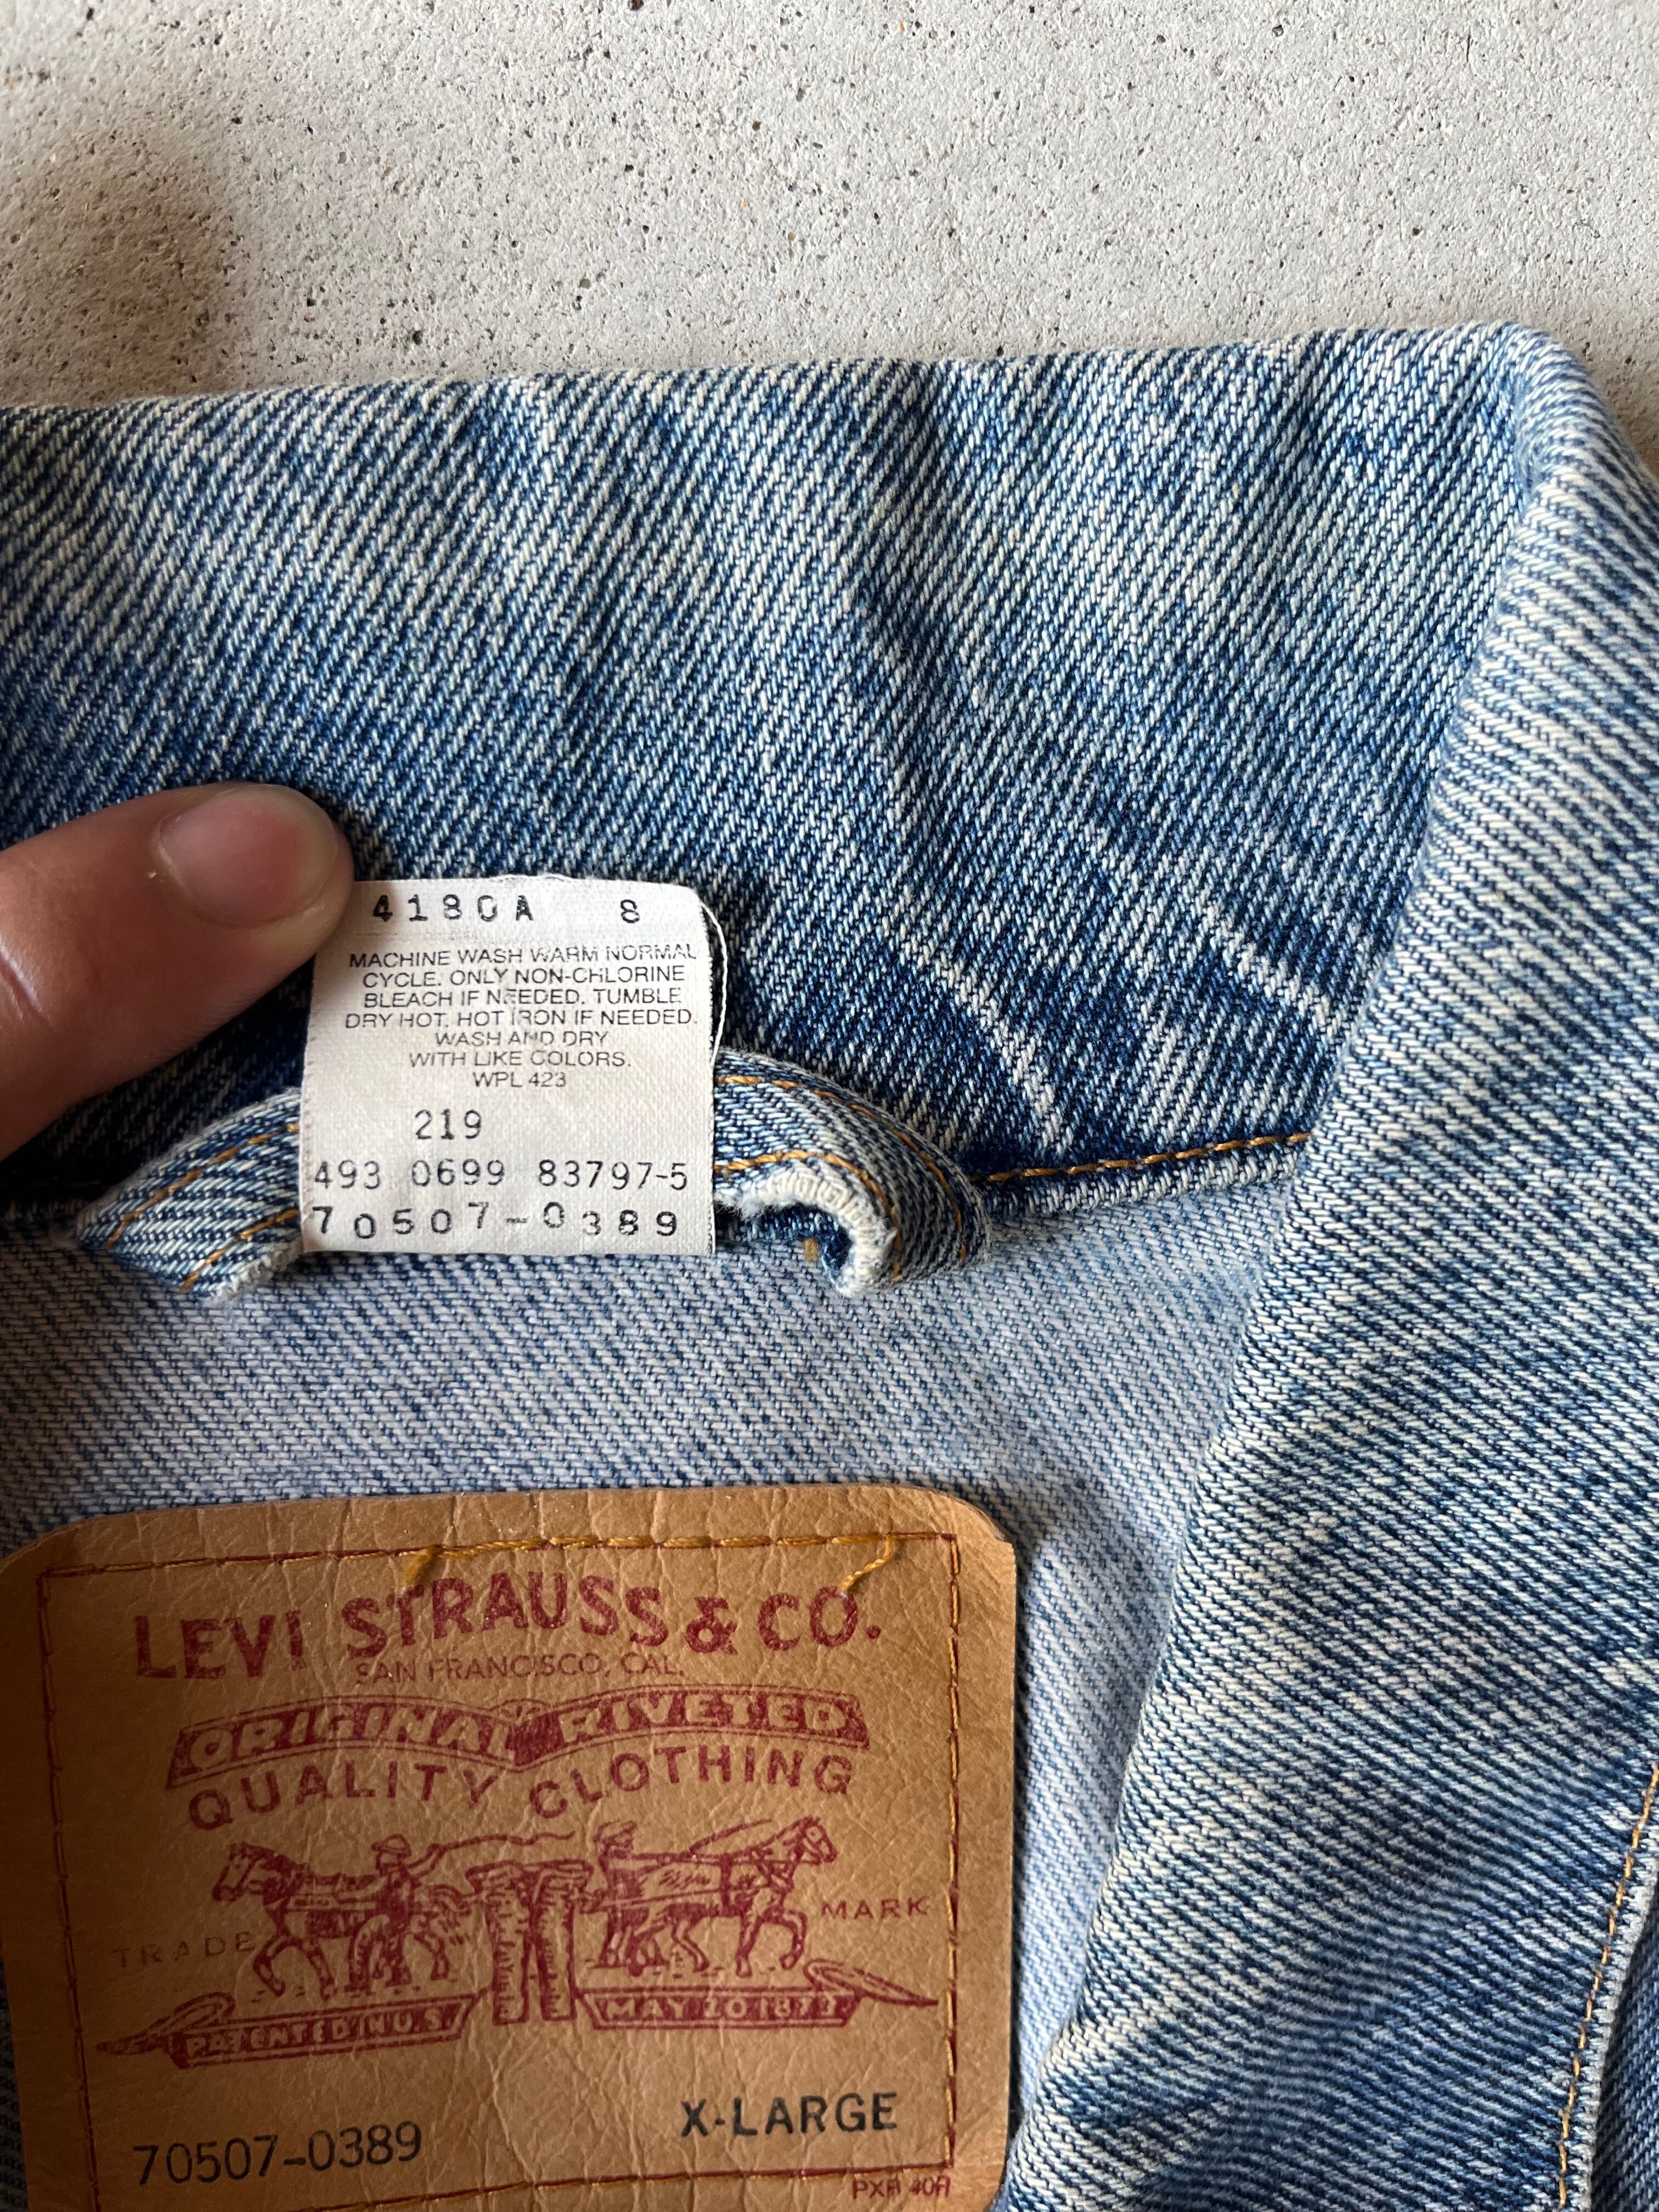 4180A 8
MACHINE WASH WARM NORMAL
CYCLE. ONLY NON-CHLORINE
BLEACH IF NEEDED. TUMBLE
DRY HOT. HOT IRON IF NEEDED.
WASH AND DRY
WITH LIKE COLORS.
WPL 423
219
493 0699 83797-5
70507-0389
LEVI STRAUSS & CO.
SAN FRANCISCO, CAL.
ORIGINAL RIVETED
QUALITY CLOTHING
TRADE MARK
PATENTED IN U.S. MAY 20 1873
X-LARGE
70507-0389